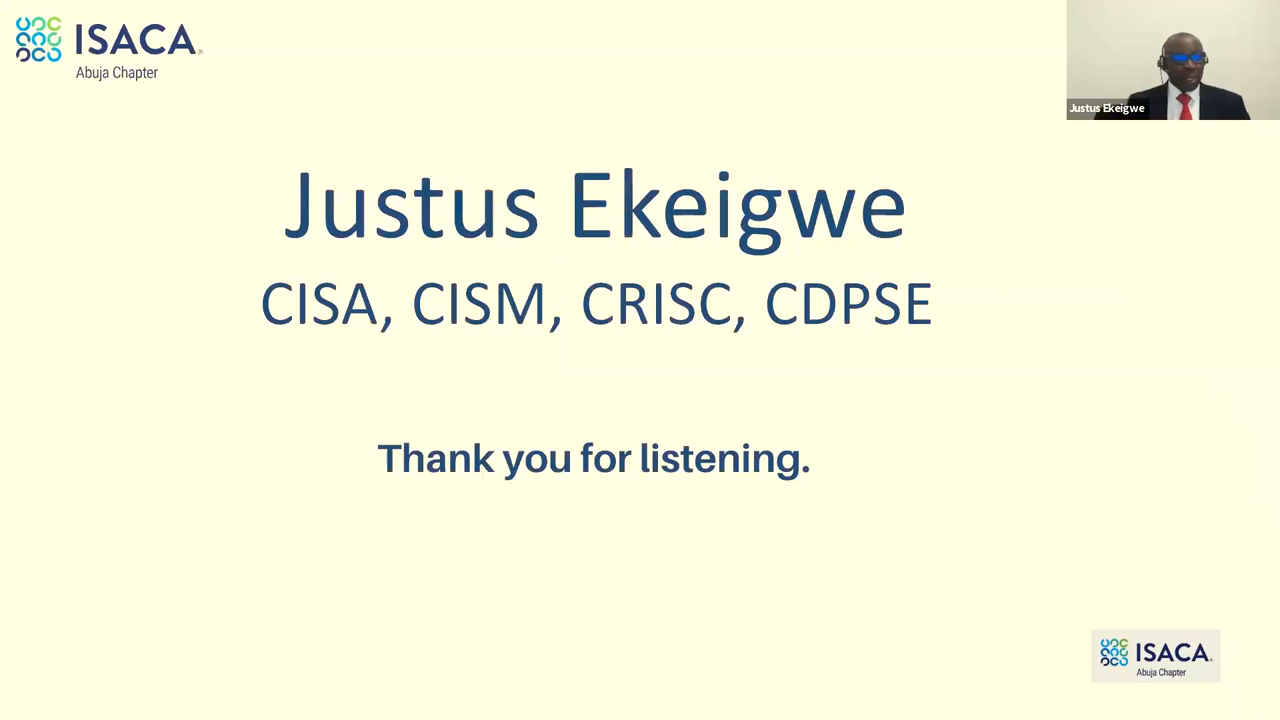 ISACA®
Abuja Chapter
Justus Ekeigwe
Justus Ekeigwe
CISA, CISM, CRISC, CDPSE
Thank you for listening.
ISACA®
Abuja Chapter